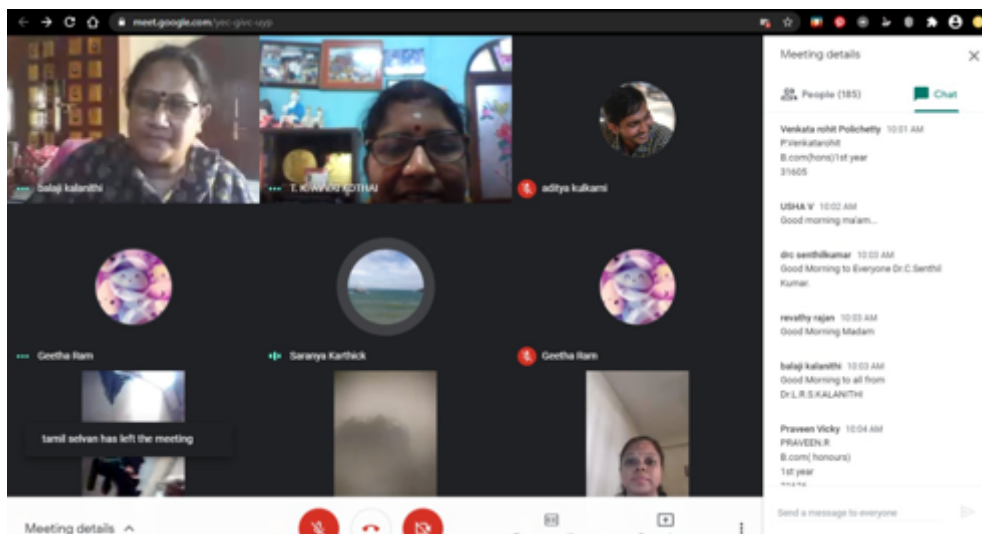 meet.google.com/yec-givc-uyp
balaji kalanithi
aditya kulkarni
Geetha Ram
Saranya Karthick
Geetha Ram
tamil selvan has left the meeting
Meeting details
Meeting details
People (185)
Chat
Venkata rohit Polichetty 10:01 AM
P.Venkatarohit
B.com(hons)1st year
31605
USHA V 10:02 AM
Good morning ma'am...
drc senthilkumar 10:03 AM
Good Morning to Everyone Dr.C.Senthil
Kumar.
revathy rajan 10:03 AM
Good Morning Madam
balaji kalanithi 10:03 AM
Good Morning to all from
Dr.L.R.S.KALANITHI
Praveen Vicky 10:04 AM
PRAVEEN.R
B.com( honours)
1st year
Send a message to everyone